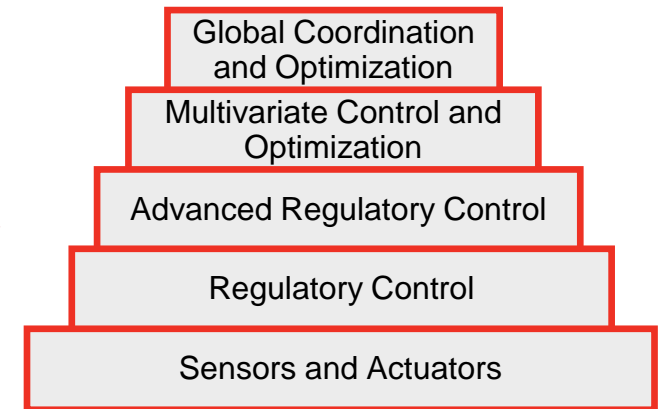 Global Coordination
and Optimization
Multivariate Control and
Optimization
Advanced Regulatory Control
Regulatory Control
Sensors and Actuators